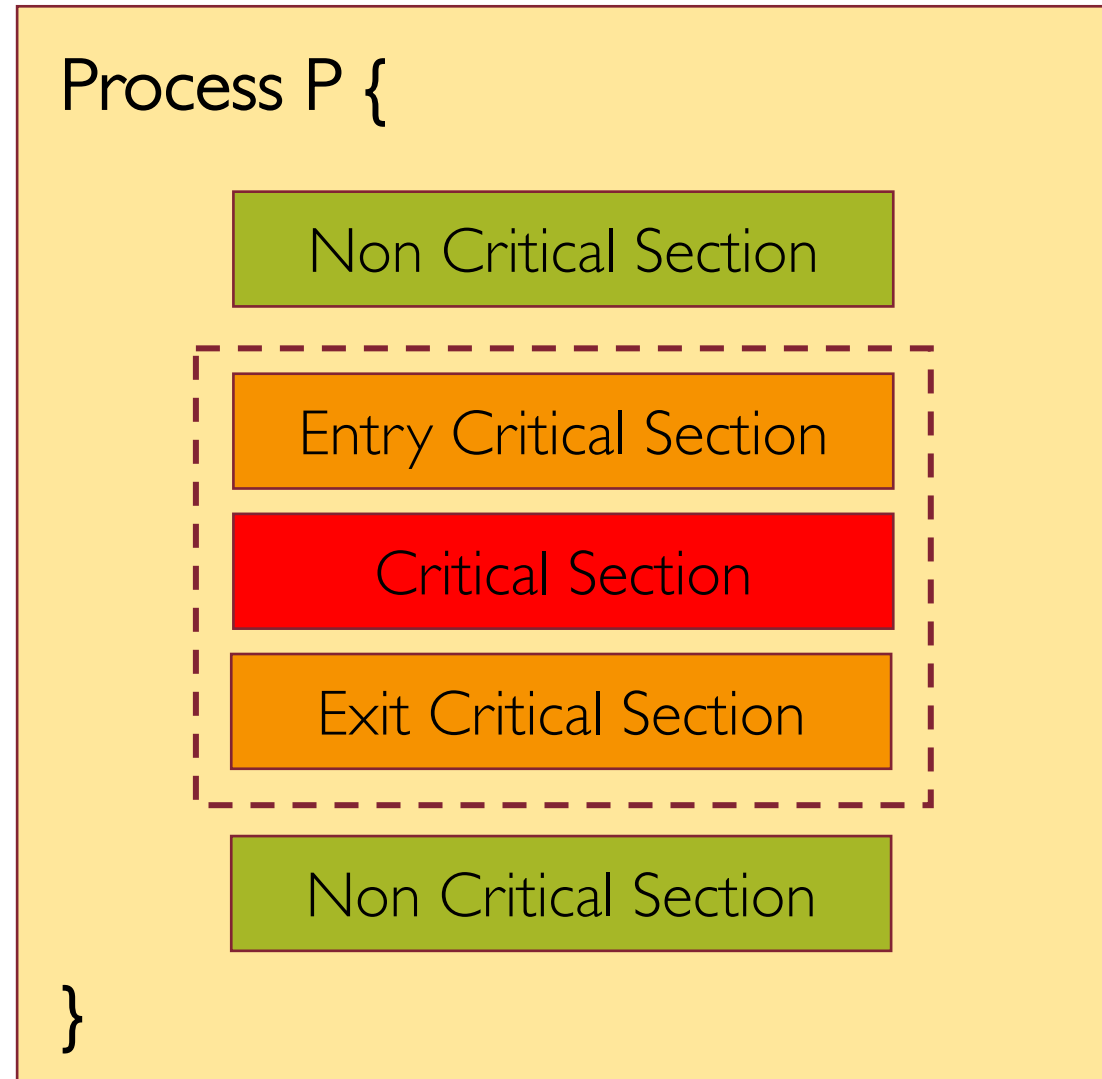 Process P {
Non Critical Section
Entry Critical Section
Critical Section
Exit Critical Section
Non Critical Section
}